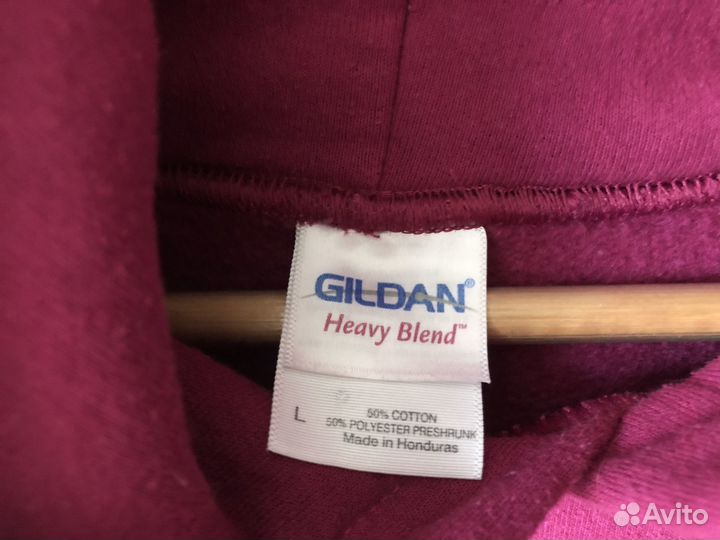 GILDAN®
Heavy Blend™
L
50% COTTON
50% POLYESTER PRESHRUNK
Made in Honduras
Avito